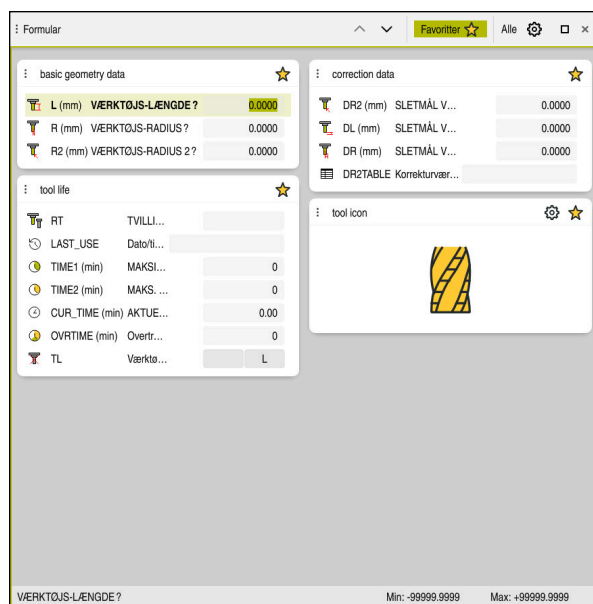 Formular
Favoritter
Alle
basic geometry data
L (mm) VÆRKTØJS-LÆNGDE? 0.0000
R (mm) VÆRKTØJS-RADIUS? 0.0000
R2 (mm) VÆRKTØJS-RADIUS 2? 0.0000
tool life
RT TVILLI...
LAST_USE Dato/ti...
TIME1 (min) MAKSI... 0
TIME2 (min) MAKS. ... 0
CUR_TIME (min) AKTUE... 0.00
OVRTIME (min) Overtr... 0
TL Værktø... L
correction data
DR2 (mm) SLETMÅL V... 0.0000
DL (mm) SLETMÅL V... 0.0000
DR (mm) SLETMÅL V... 0.0000
DR2TABLE Korrekturvær...
tool icon
VÆRKTØJS-LÆNGDE? Min: -99999.9999 Max: +99999.9999